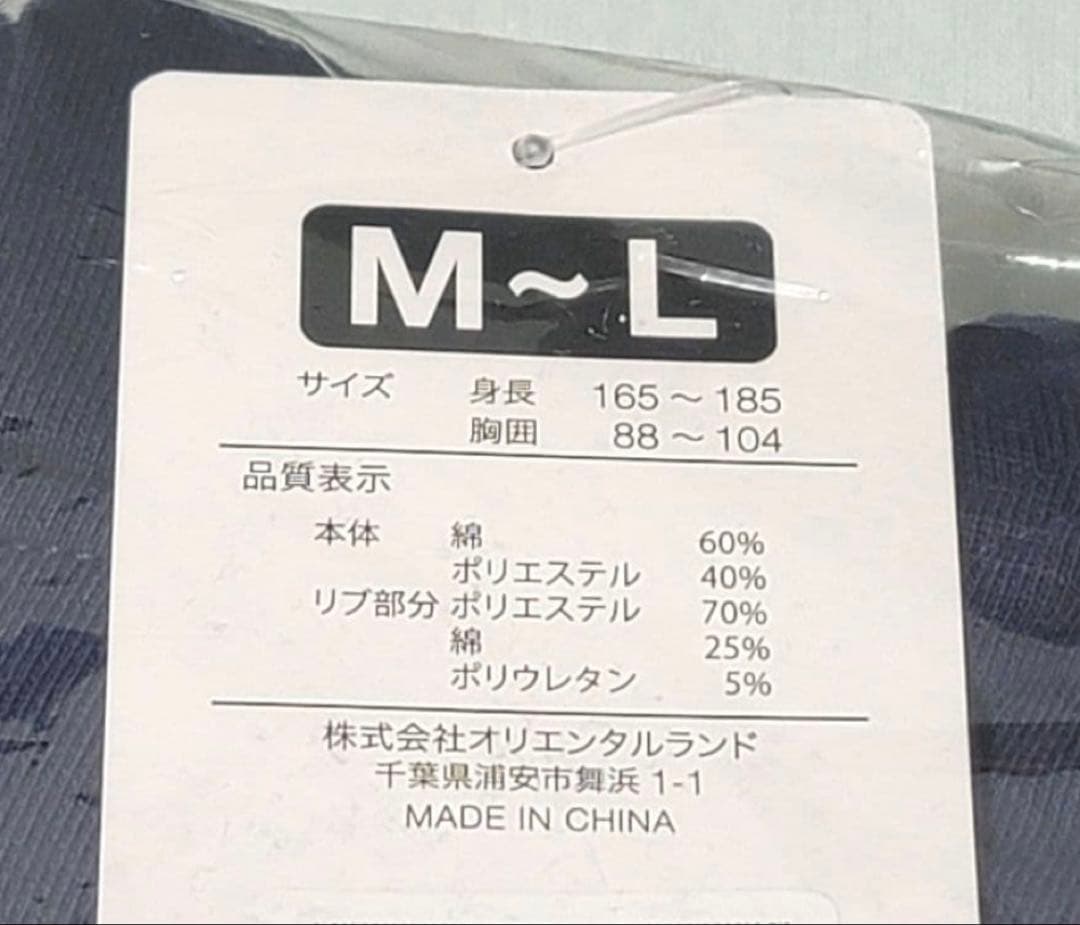 M～L
サイズ 身長 165～185
胸囲 88～104
品質表示
本体 綿 60%
ポリエステル 40%
リブ部分 ポリエステル 70%
綿 25%
ポリウレタン 5%
株式会社オリエンタルランド
千葉県浦安市舞浜 1-1
MADE IN CHINA